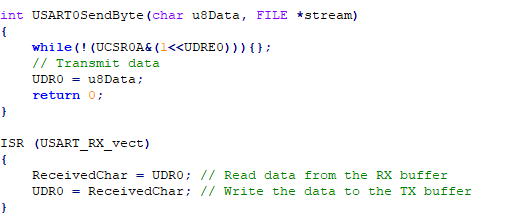 int USART0SendByte(char u8Data, FILE *stream)
{
    while(!(UCSR0A&(1<<UDRE0))){};
    // Transmit data
    UDR0 = u8Data;
    return 0;
}
ISR (USART_RX_vect)
{
    ReceivedChar = UDR0; // Read data from the RX buffer
    UDR0 = ReceivedChar; // Write the data to the TX buffer
}